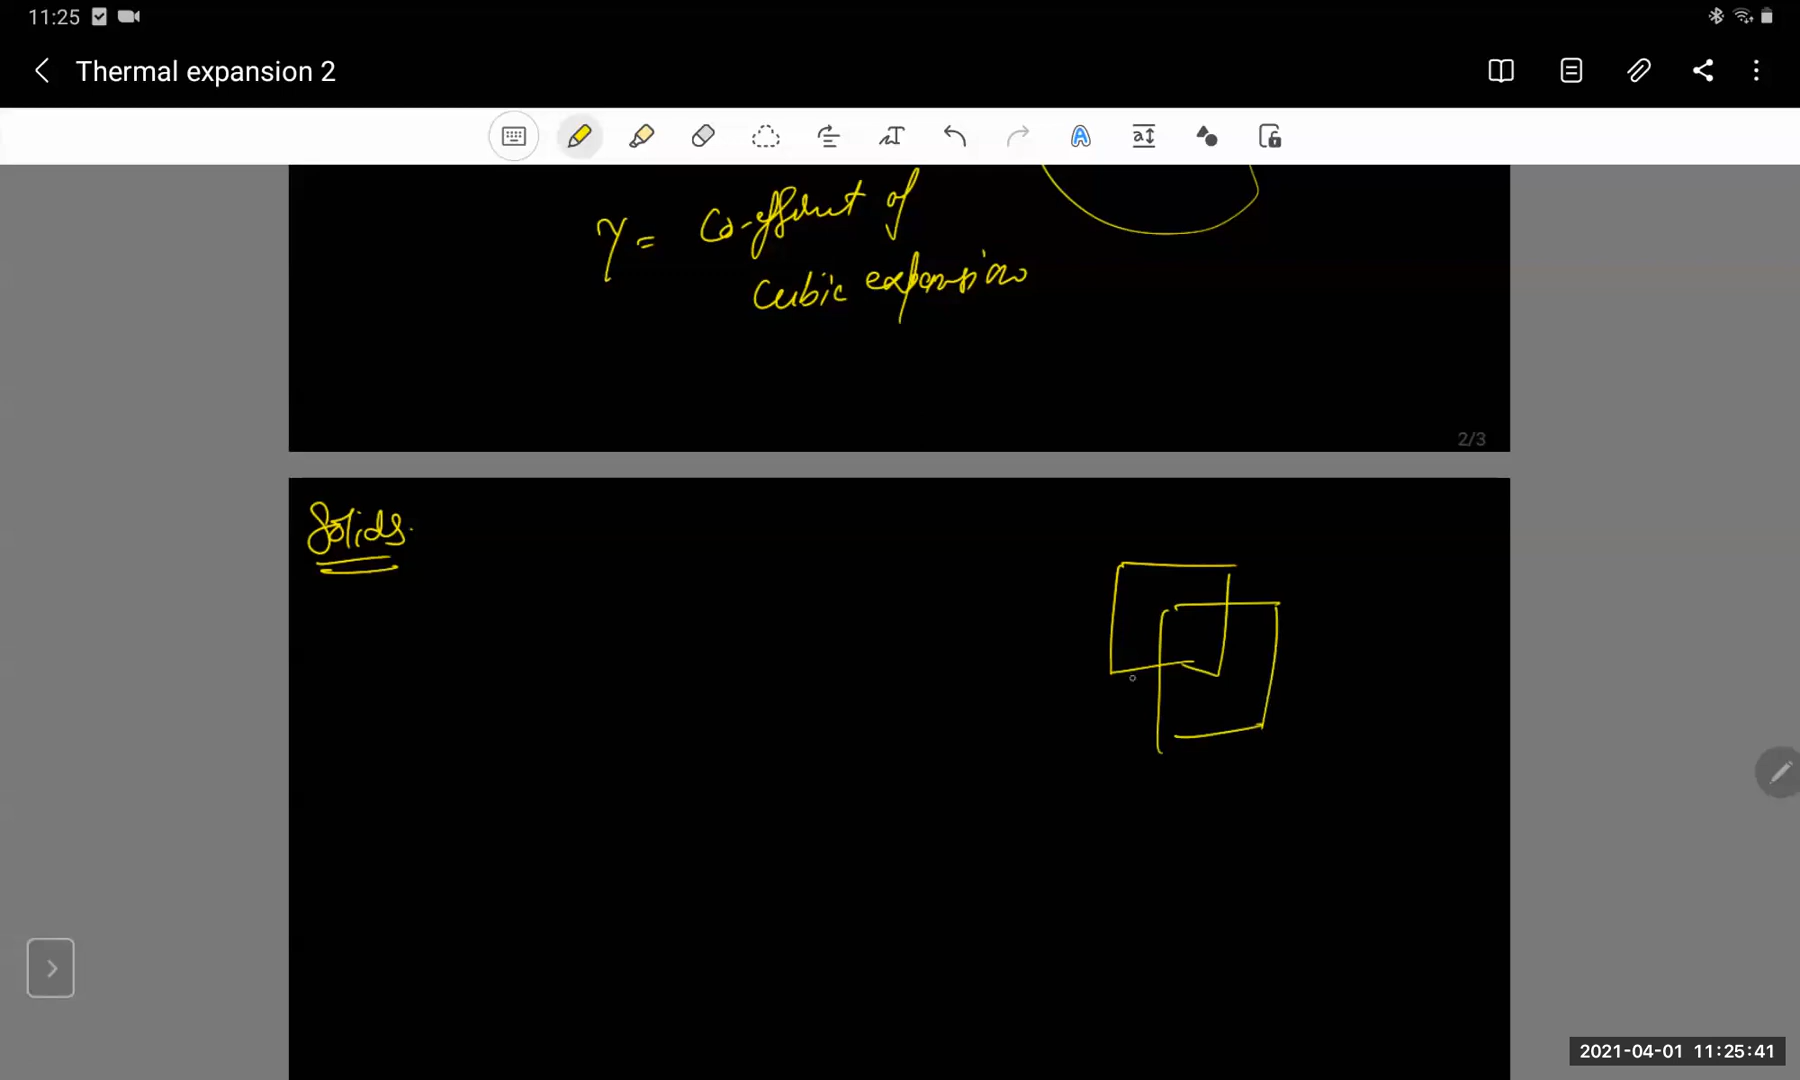 11:25
Thermal expansion 2
γ = Co-efficient of
cubic expansion
2/3
Solids.
2021-04-01 11:25:41